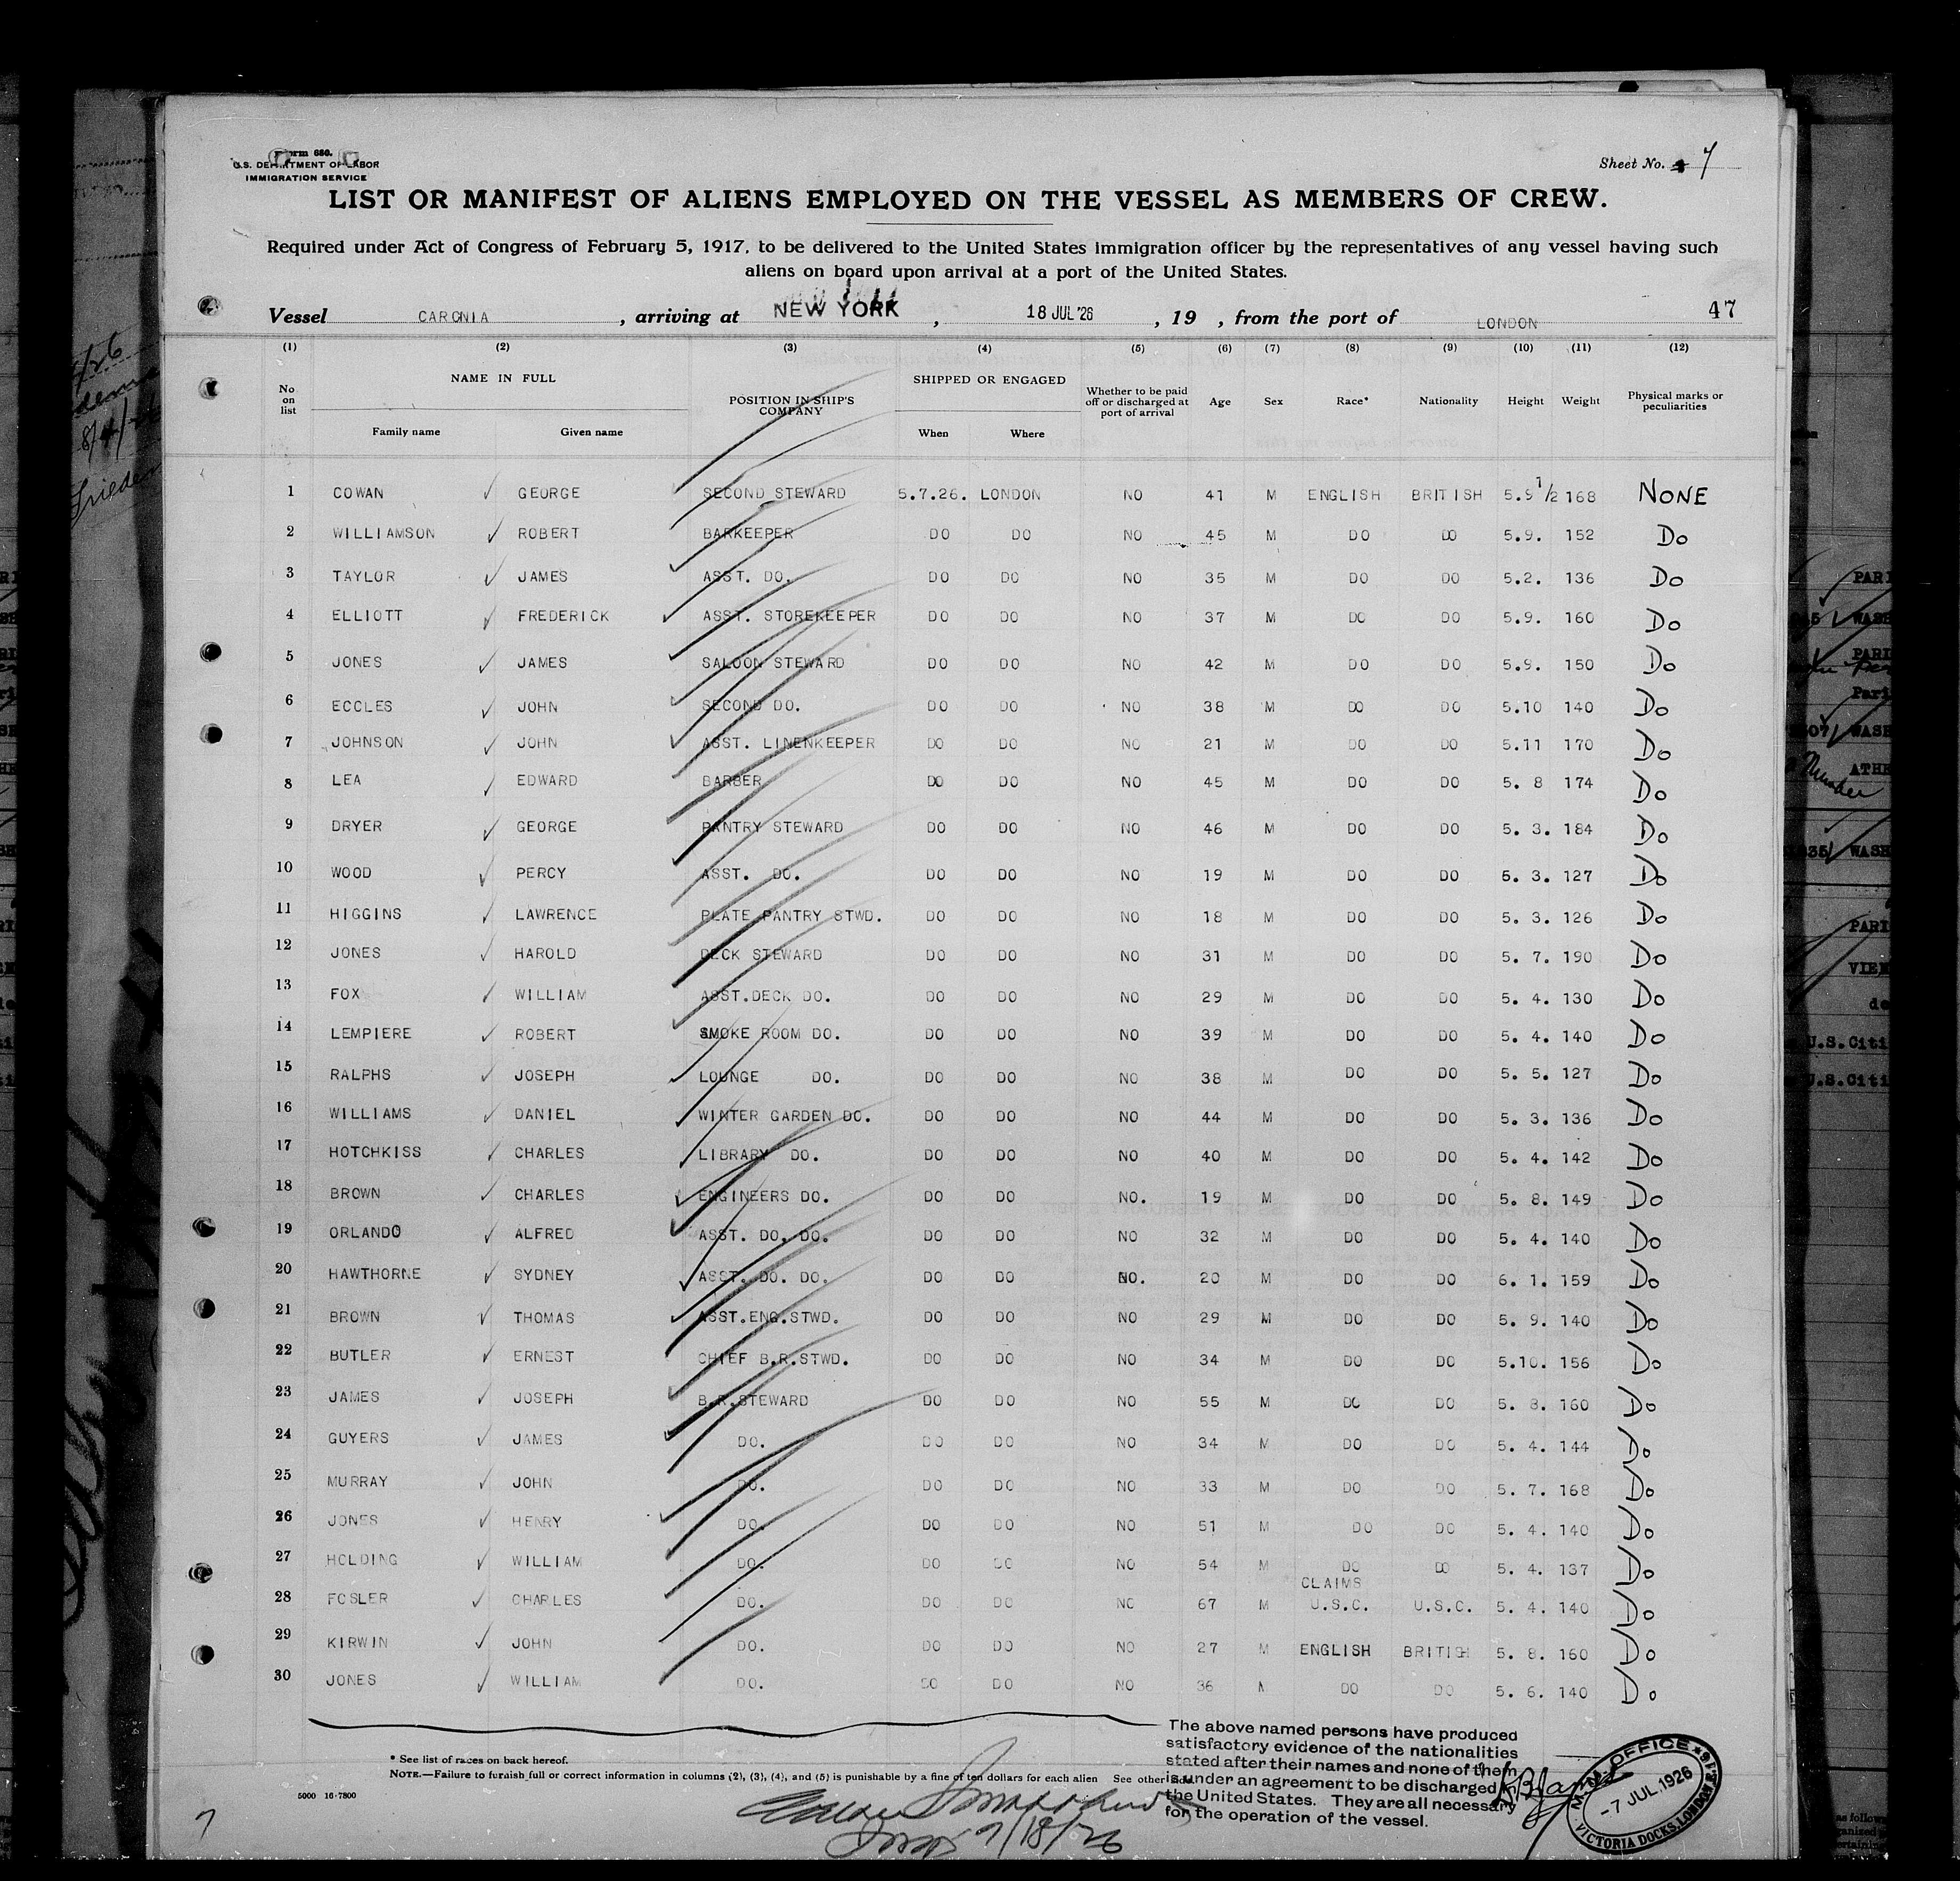 Form 680.
U.S. DEPARTMENT OF LABOR
IMMIGRATION SERVICE
Sheet No. 7
LIST OR MANIFEST OF ALIENS EMPLOYED ON THE VESSEL AS MEMBERS OF CREW.
Required under Act of Congress of February 5, 1917, to be delivered to the United States immigration officer by the representatives of any vessel having such
aliens on board upon arrival at a port of the United States.
Vessel CARONIA, arriving at NEW YORK, 18 JUL '26, 19 , from the port of LONDON 47
(1) (2) (3) (4) (5) (6) (7) (8) (9) (10) (11) (12)
No on list NAME IN FULL POSITION IN SHIP'S COMPANY SHIPPED OR ENGAGED Whether to be paid off or discharged at port of arrival Age Sex Race* Nationality Height Weight Physical marks or peculiarities
Family name Given name When Where
1 COWAN ✓ GEORGE SECOND STEWARD 5.7.26. LONDON NO 41 M ENGLISH BRITISH 5.9 1/2 168 NONE
2 WILLIAMSON ✓ ROBERT BARKEEPER DO DO NO 45 M DO DO 5.9. 152 Do
3 TAYLOR ✓ JAMES ASST. DO. DO DO NO 35 M DO DO 5.2. 136 Do
4 ELLIOTT ✓ FREDERICK ASST. STOREKEEPER DO DO NO 37 M DO DO 5.9. 160 Do
5 JONES ✓ JAMES SALOON STEWARD DO DO NO 42 M DO DO 5.9. 150 Do
6 ECCLES ✓ JOHN SECOND DO. DO DO NO 38 M DO DO 5.10 140 Do
7 JOHNSON ✓ JOHN ASST. LINENKEEPER DO DO NO 21 M DO DO 5.11 170 Do
8 LEA ✓ EDWARD BARBER DO DO NO 45 M DO DO 5. 8 174 Do
9 DRYER ✓ GEORGE PANTRY STEWARD DO DO NO 46 M DO DO 5. 3. 184 Do
10 WOOD ✓ PERCY ASST. DO. DO DO NO 19 M DO DO 5. 3. 127 Do
11 HIGGINS ✓ LAWRENCE PLATE PANTRY STWD. DO DO NO 18 M DO DO 5. 3. 126 Do
12 JONES ✓ HAROLD DECK STEWARD DO DO NO 31 M DO DO 5. 7. 190 Do
13 FOX ✓ WILLIAM ASST.DECK DO. DO DO NO 29 M DO DO 5. 4. 130 Do
14 LEMPIERE ✓ ROBERT SMOKE ROOM DO. DO DO NO 39 M DO DO 5. 4. 140 Do
15 RALPHS ✓ JOSEPH LOUNGE DO. DO DO NO 38 M DO DO 5. 5. 127 Do
16 WILLIAMS ✓ DANIEL WINTER GARDEN DO. DO DO NO 44 M DO DO 5. 3. 136 Do
17 HOTCHKISS ✓ CHARLES LIBRARY DO. DO DO NO 40 M DO DO 5. 4. 142 Do
18 BROWN ✓ CHARLES ENGINEERS DO. DO DO NO. 19 M DO DO 5. 8. 149 Do
19 ORLANDO ✓ ALFRED ASST. DO. DO. DO DO NO 32 M DO DO 5. 4. 140 Do
20 HAWTHORNE ✓ SYDNEY ASST. DO. DO. DO DO NO. 20 M DO DO 6. 1. 159 Do
21 BROWN ✓ THOMAS ASST.ENG.STWD. DO DO NO 29 M DO DO 5. 9. 140 Do
22 BUTLER ✓ ERNEST CHIEF B.R.STWD. DO DO NO 34 M DO DO 5.10. 156 Do
23 JAMES ✓ JOSEPH B.R.STEWARD DO DO NO 55 M DO DO 5. 8. 160 Do
24 GUYERS ✓ JAMES DO. DO DO NO 34 M DO DO 5. 4. 144 Do
25 MURRAY ✓ JOHN DO. DO DO NO 33 M DO DO 5. 7. 168 Do
26 JONES ✓ HENRY DO. DO DO NO 51 M DO DO 5. 4. 140 Do
27 HOLDING ✓ WILLIAM DO. DO DO NO 54 M DO DO 5. 4. 137 Do
28 FOSLER ✓ CHARLES DO. DO DO NO 67 M CLAIMS U.S.C. U.S.C. 5. 4. 140 Do
29 KIRWIN ✓ JOHN DO. DO DO NO 27 M ENGLISH BRITISH 5. 8. 160 Do
30 JONES ✓ WILLIAM DO. DO DO NO 36 M DO DO 5. 6. 140 Do
The above named persons have produced
satisfactory evidence of the nationalities
stated after their names and none of them
is under an agreement to be discharged in
the United States. They are all necessary
for the operation of the vessel.
* See list of races on back hereof.
NOTE.—Failure to furnish full or correct information in columns (2), (3), (4), and (5) is punishable by a fine of ten dollars for each alien See other
5000 16-7800
7/18/26
7
OFFICE
-7 JUL 1926
VICTORIA DOCKS, LONDON